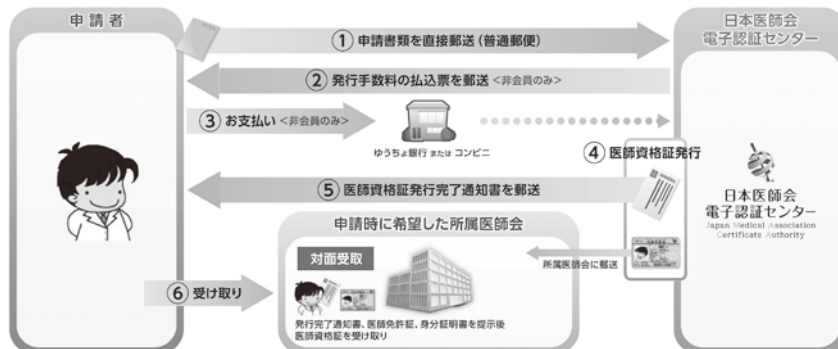 申請者
日本医師会
電子認証センター
① 申請書類を直接郵送（普通郵便）
② 発行手数料の払込票を郵送 <非会員のみ>
③ お支払い <非会員のみ>
ゆうちょ銀行 または コンビニ
④ 医師資格証発行
⑤ 医師資格証発行完了通知書を郵送
日本医師会
電子認証センター
Japan Medical Association
Certificate Authority
申請時に希望した所属医師会
対面受取
所属医師会に郵送
⑥ 受け取り
発行完了通知書、医師免許証、身分証明書を提示後
医師資格証を受け取り